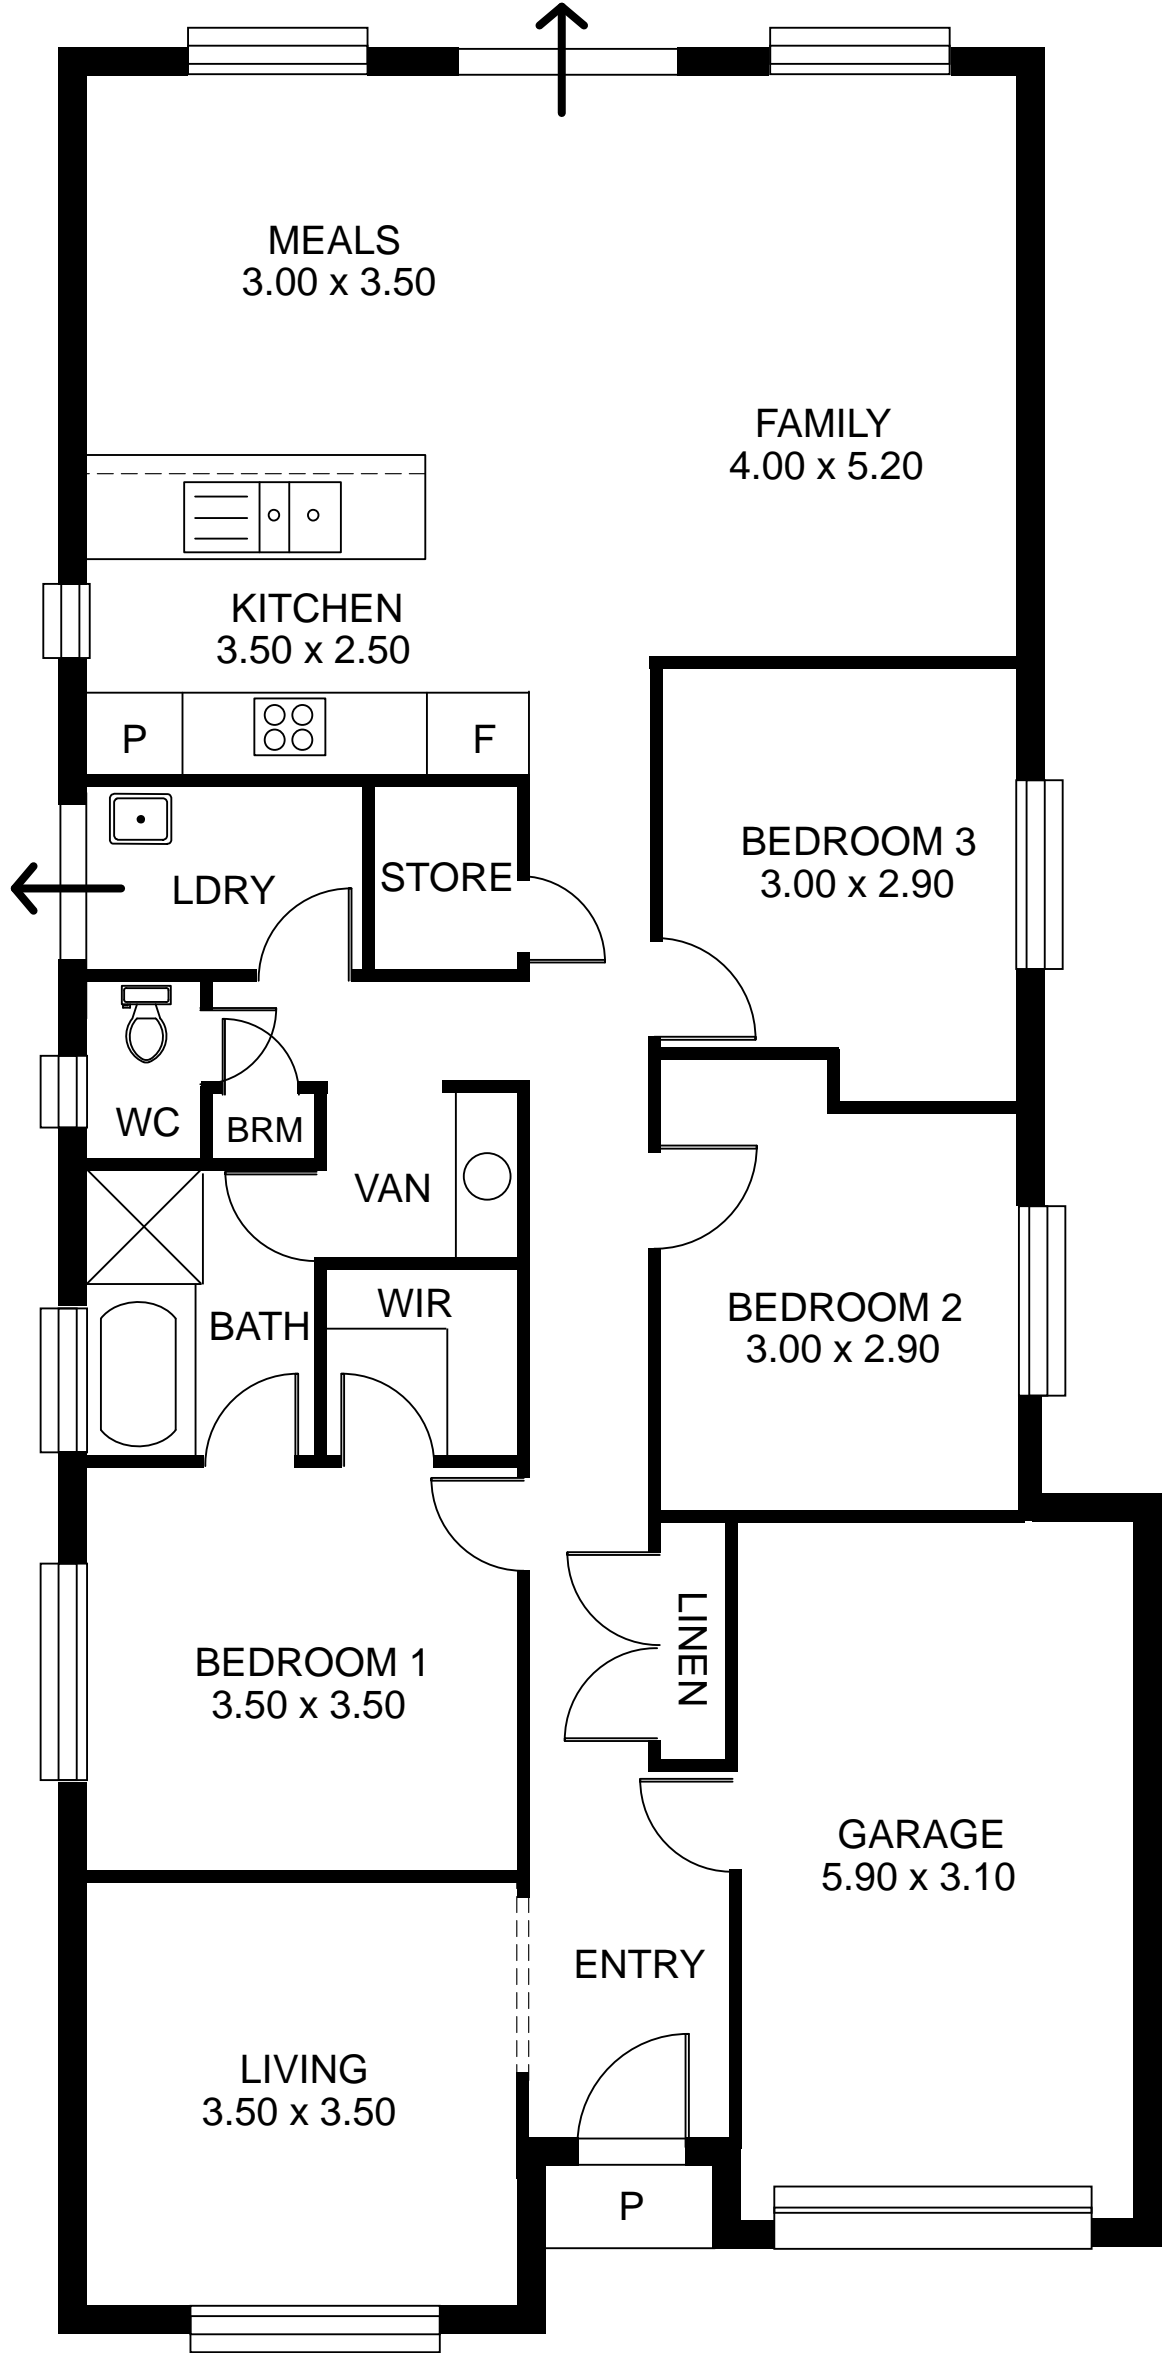 MEALS
3.00 x 3.50
FAMILY
4.00 x 5.20
KITCHEN
3.50 x 2.50
P
F
LDRY
STORE
BEDROOM 3
3.00 x 2.90
WC
BRM
VAN
WIR
BATH
BEDROOM 2
3.00 x 2.90
LINEN
BEDROOM 1
3.50 x 3.50
GARAGE
5.90 x 3.10
ENTRY
LIVING
3.50 x 3.50
P